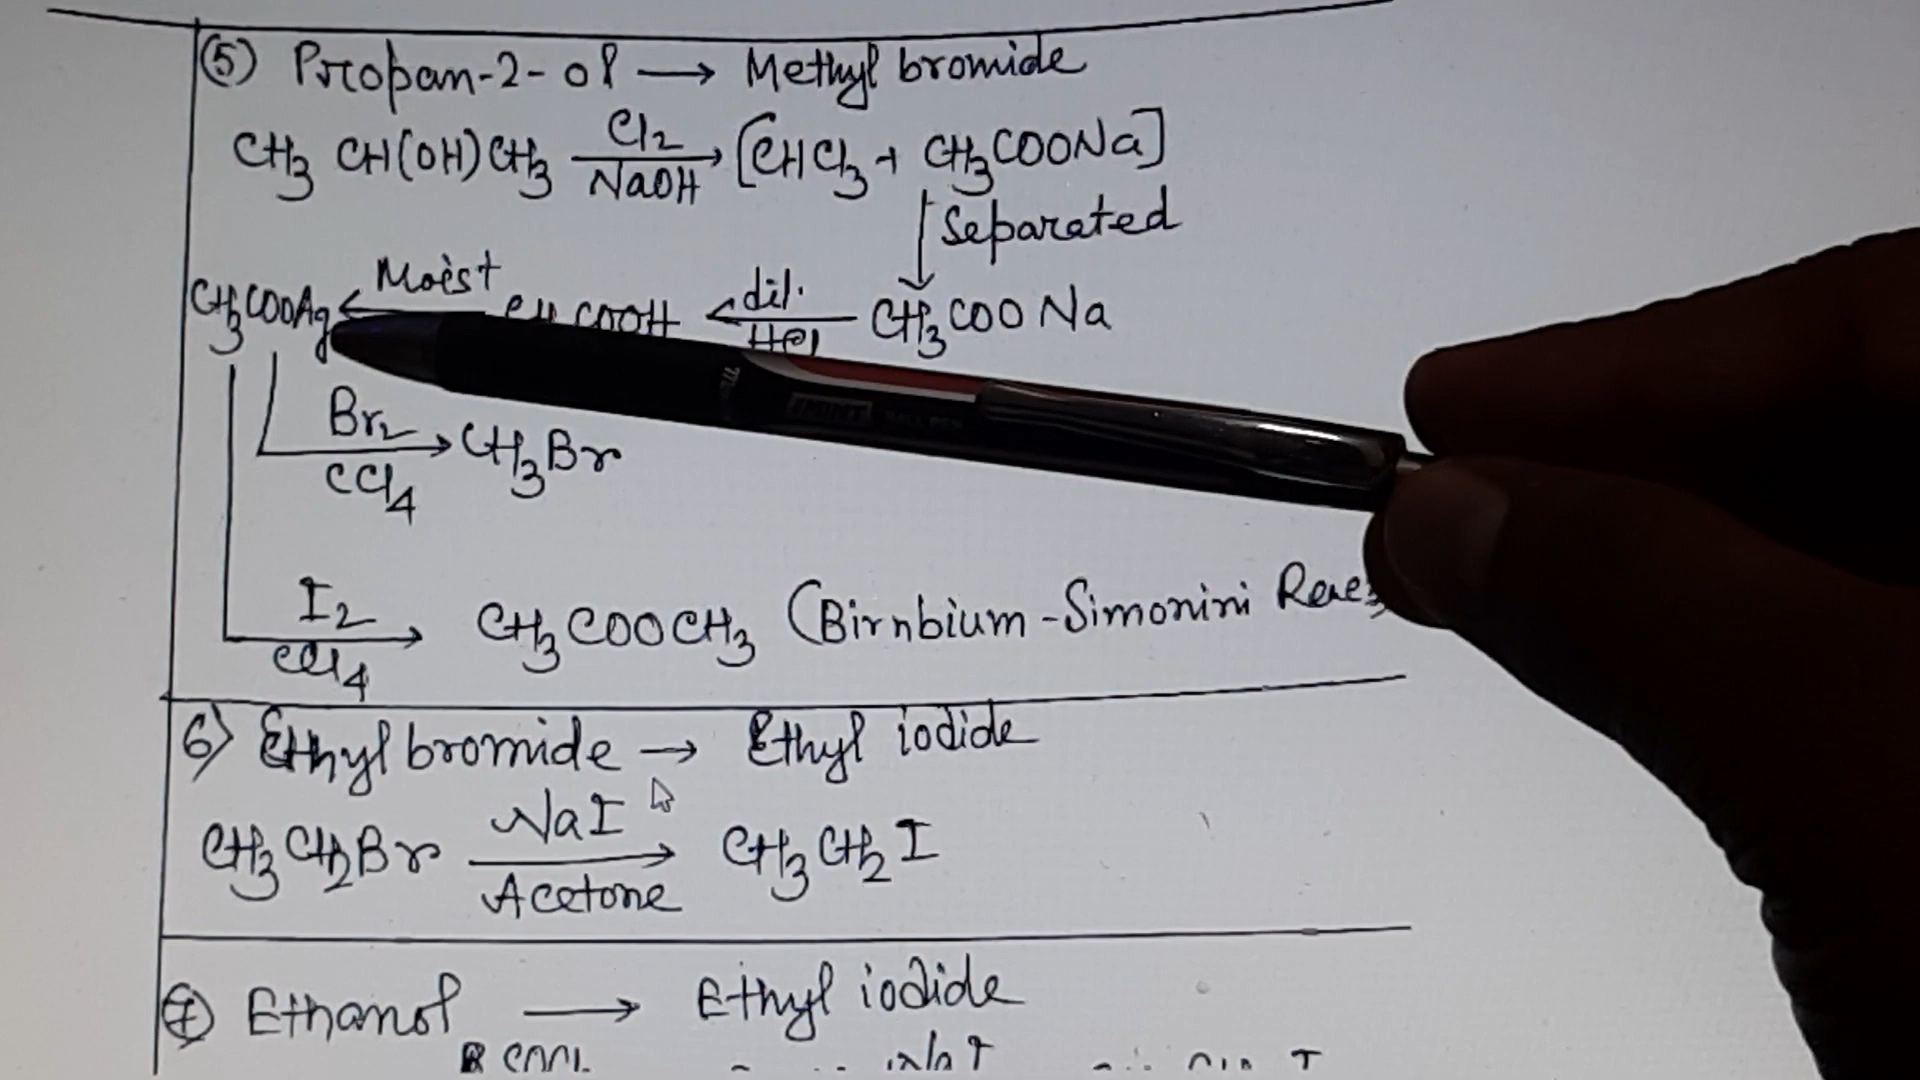 (5) Propan-2-ol → Methyl bromide
CH3 CH(OH)CH3 Cl2 / NaOH → [CHCl3 + CH3COONa]
↓ Separated
CH3COOAg ← Moist COOH ← dil. HCl CH3COONa
Br2 / CCl4 → CH3Br
I2 / CCl4 → CH3COOCH3 (Birnbium-Simonini
6) Ethyl bromide → Ethyl iodide
CH3CH2Br NaI / Acetone → CH3CH2I
(7) Ethanol → Ethyl iodide